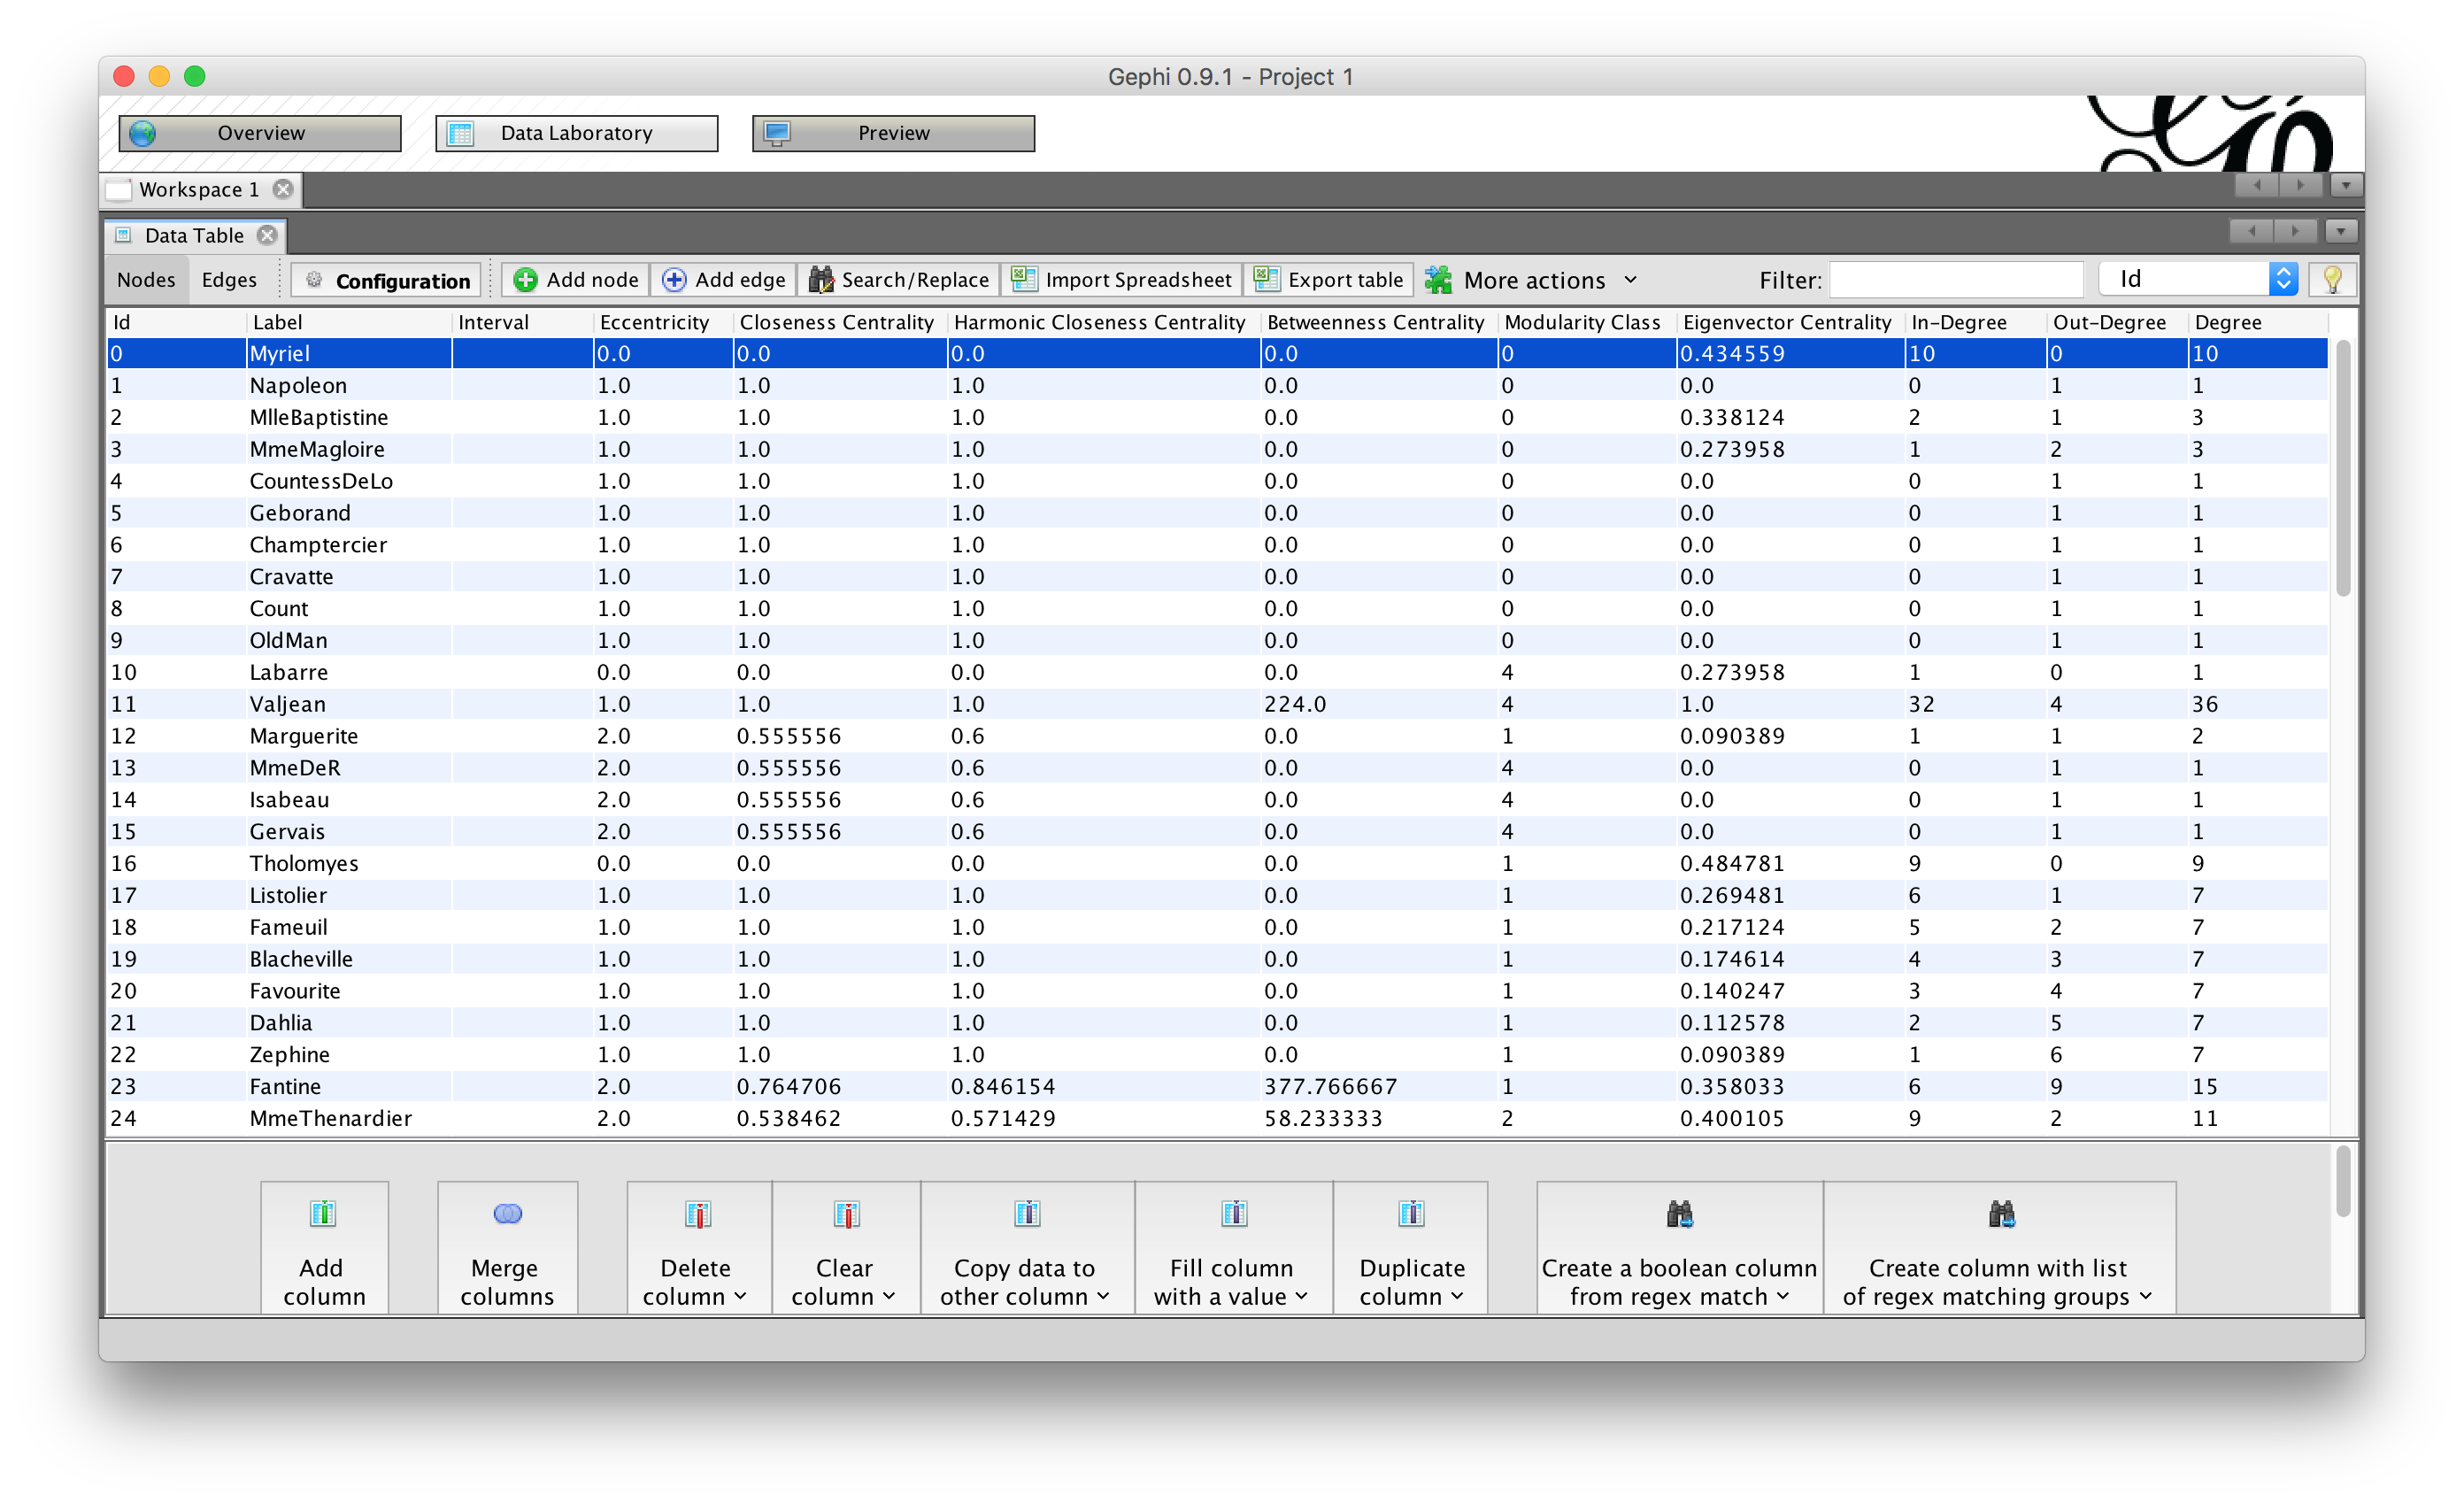 Gephi 0.9.1 - Project 1
Overview Data Laboratory Preview
Workspace 1
Data Table
Nodes Edges Configuration Add node Add edge Search/Replace Import Spreadsheet Export table More actions Filter: Id
Id Label Interval Eccentricity Closeness Centrality Harmonic Closeness Centrality Betweenness Centrality Modularity Class Eigenvector Centrality In-Degree Out-Degree Degree
0 Myriel 0.0 0.0 0.0 0.0 0 0.434559 10 0 10
1 Napoleon 1.0 1.0 1.0 0.0 0 0.0 0 1 1
2 MlleBaptistine 1.0 1.0 1.0 0.0 0 0.338124 2 1 3
3 MmeMagloire 1.0 1.0 1.0 0.0 0 0.273958 1 2 3
4 CountessDeLo 1.0 1.0 1.0 0.0 0 0.0 0 1 1
5 Geborand 1.0 1.0 1.0 0.0 0 0.0 0 1 1
6 Champtercier 1.0 1.0 1.0 0.0 0 0.0 0 1 1
7 Cravatte 1.0 1.0 1.0 0.0 0 0.0 0 1 1
8 Count 1.0 1.0 1.0 0.0 0 0.0 0 1 1
9 OldMan 1.0 1.0 1.0 0.0 0 0.0 0 1 1
10 Labarre 0.0 0.0 0.0 0.0 4 0.273958 1 0 1
11 Valjean 1.0 1.0 1.0 224.0 4 1.0 32 4 36
12 Marguerite 2.0 0.555556 0.6 0.0 1 0.090389 1 1 2
13 MmeDeR 2.0 0.555556 0.6 0.0 4 0.0 0 1 1
14 Isabeau 2.0 0.555556 0.6 0.0 4 0.0 0 1 1
15 Gervais 2.0 0.555556 0.6 0.0 4 0.0 0 1 1
16 Tholomyes 0.0 0.0 0.0 0.0 1 0.484781 9 0 9
17 Listolier 1.0 1.0 1.0 0.0 1 0.269481 6 1 7
18 Fameuil 1.0 1.0 1.0 0.0 1 0.217124 5 2 7
19 Blacheville 1.0 1.0 1.0 0.0 1 0.174614 4 3 7
20 Favourite 1.0 1.0 1.0 0.0 1 0.140247 3 4 7
21 Dahlia 1.0 1.0 1.0 0.0 1 0.112578 2 5 7
22 Zephine 1.0 1.0 1.0 0.0 1 0.090389 1 6 7
23 Fantine 2.0 0.764706 0.846154 377.766667 1 0.358033 6 9 15
24 MmeThenardier 2.0 0.538462 0.571429 58.233333 2 0.400105 9 2 11
Add column
Merge columns
Delete column
Clear column
Copy data to other column
Fill column with a value
Duplicate column
Create a boolean column from regex match
Create column with list of regex matching groups